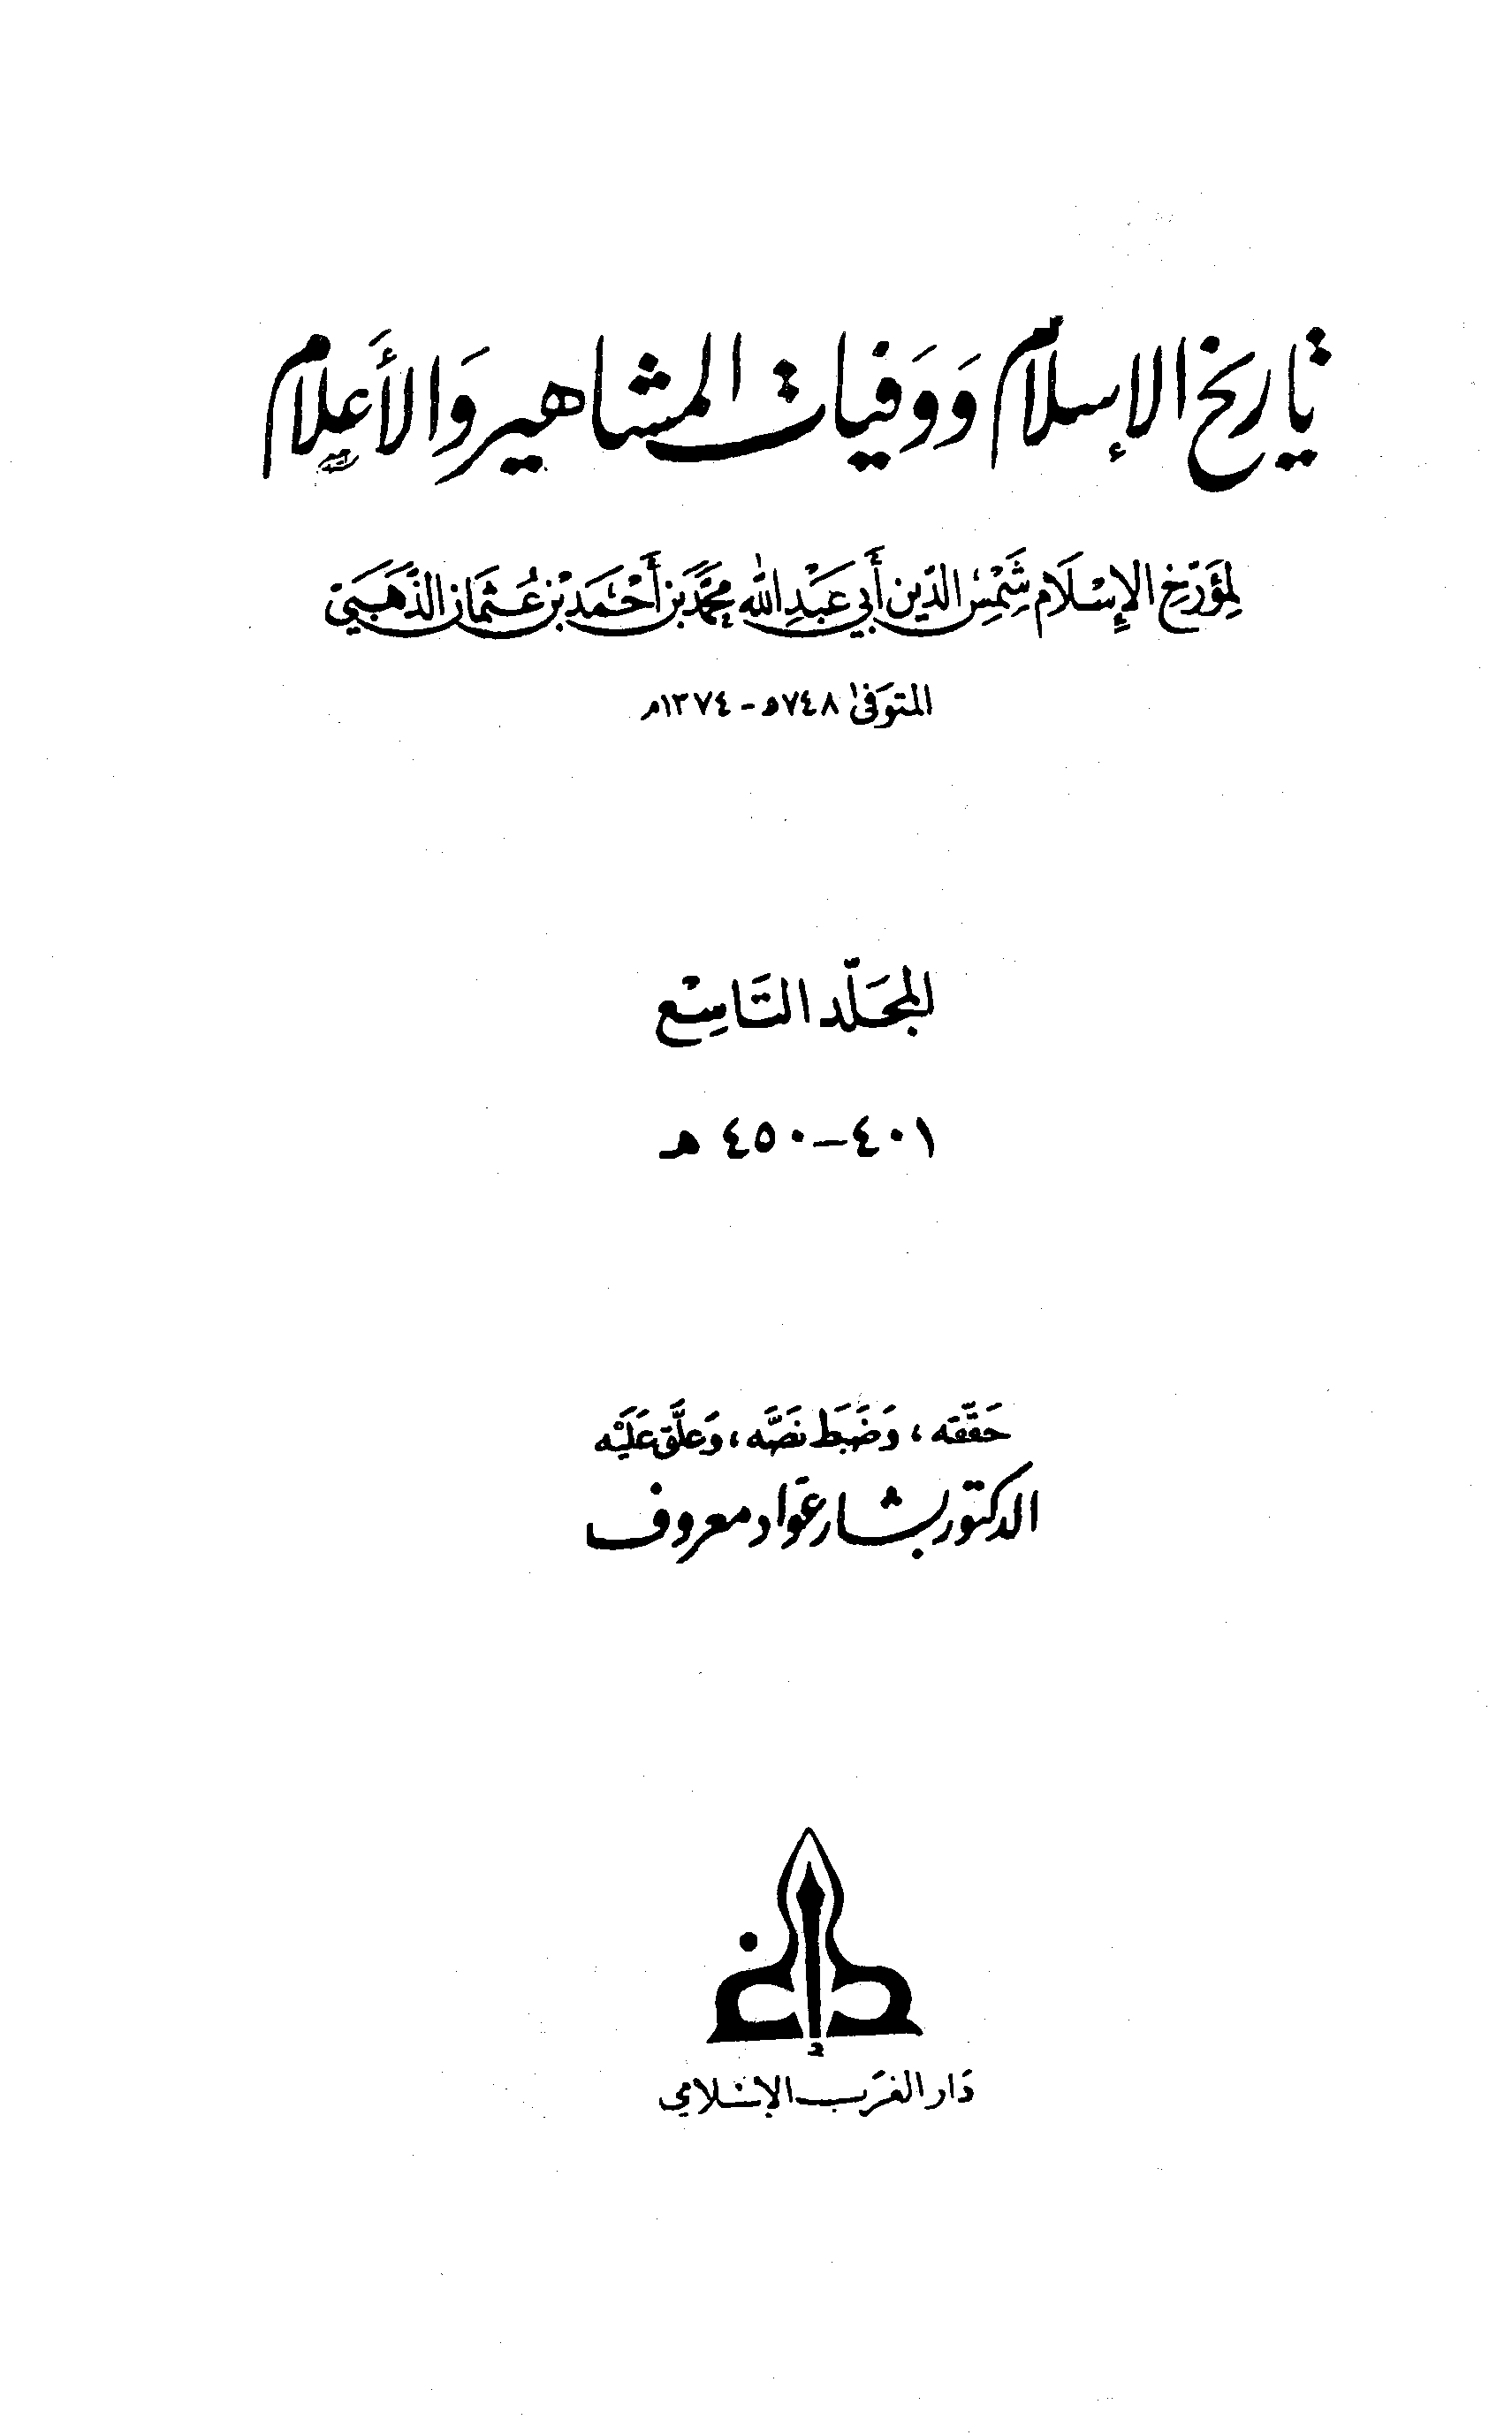 تاريخ الإسلام ووفيات المشاهير والأعلام
لمؤرخ الإسلام شمس الدين أبي عبد الله محمد بن أحمد بن عثمان الذهبي
المتوفى ٧٤٨هـ - ١٣٧٤م
المجلد التاسع
٤٠١-٤٥٠ هـ
حققه، وضبط نصه، وعلق عليه
الدكتور بشار عواد معروف
دار الغرب الإسلامي